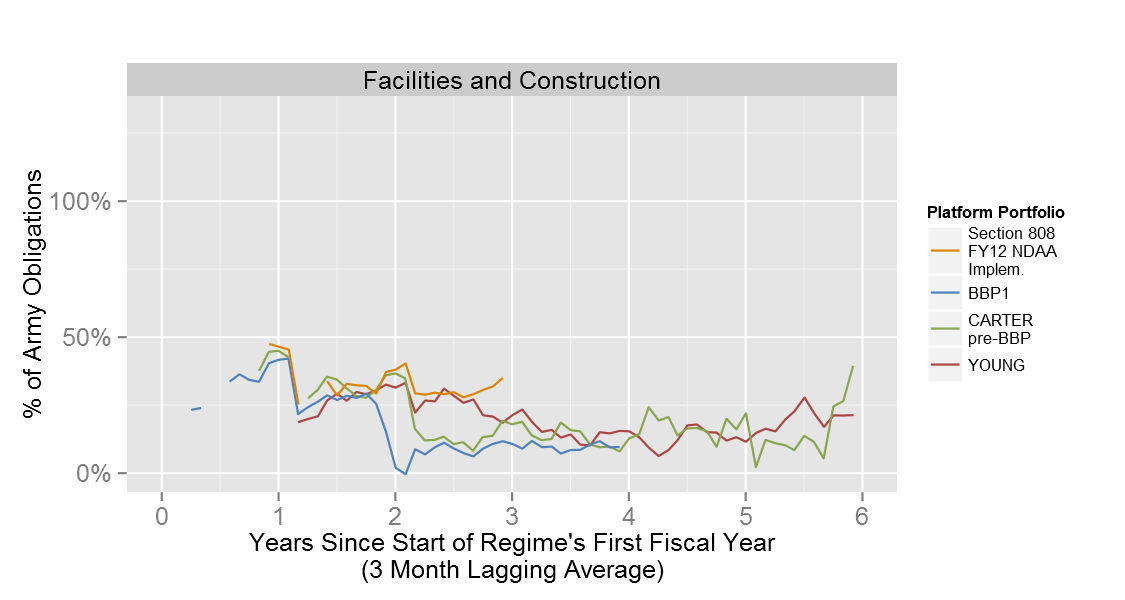 Facilities and Construction
% of Army Obligations
100%
50%
0%
0 1 2 3 4 5 6
Years Since Start of Regime's First Fiscal Year
(3 Month Lagging Average)
Platform Portfolio
Section 808
FY12 NDAA
Implem.
BBP1
CARTER
pre-BBP
YOUNG